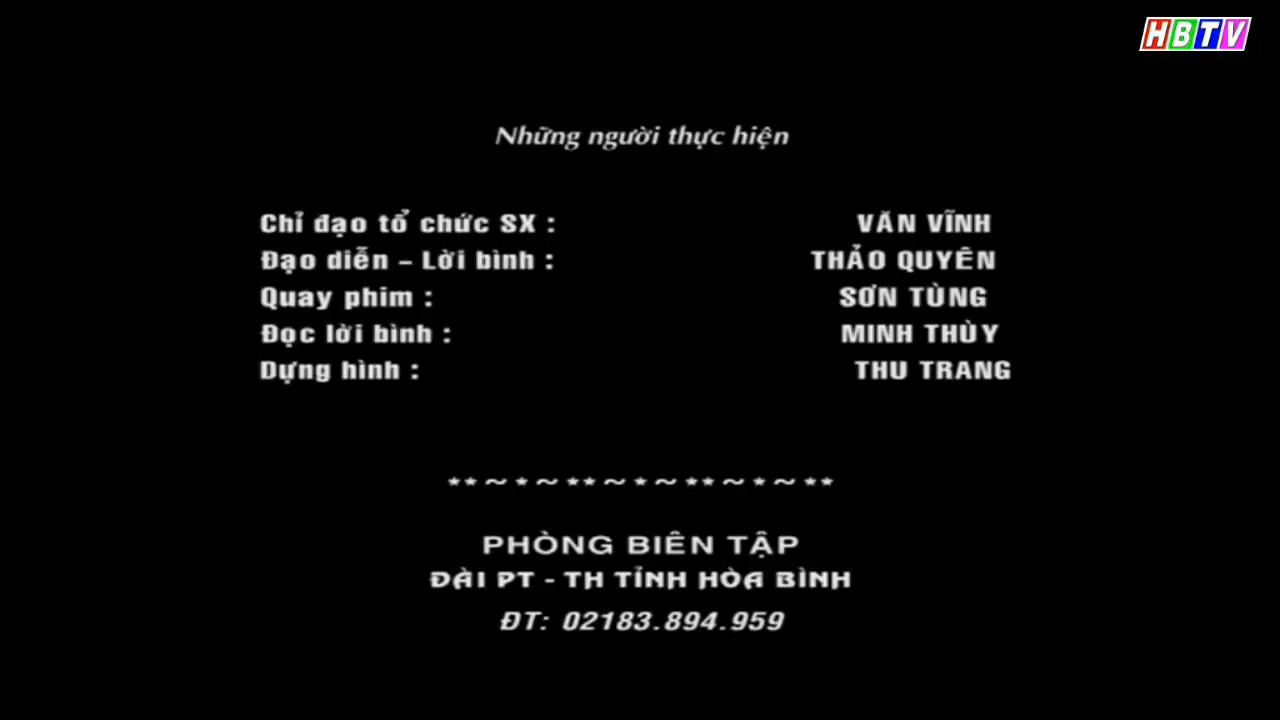 HBTV
Những người thực hiện
Chỉ đạo tổ chức SX : VĂN VĨNH
Đạo diễn – Lời bình : THẢO QUYÊN
Quay phim : SƠN TÙNG
Đọc lời bình : MINH THÙY
Dựng hình : THU TRANG
**~*~**~*~**~*~**
PHÒNG BIÊN TẬP
ĐÀI PT - TH TỈNH HÒA BÌNH
ĐT: 02183.894.959